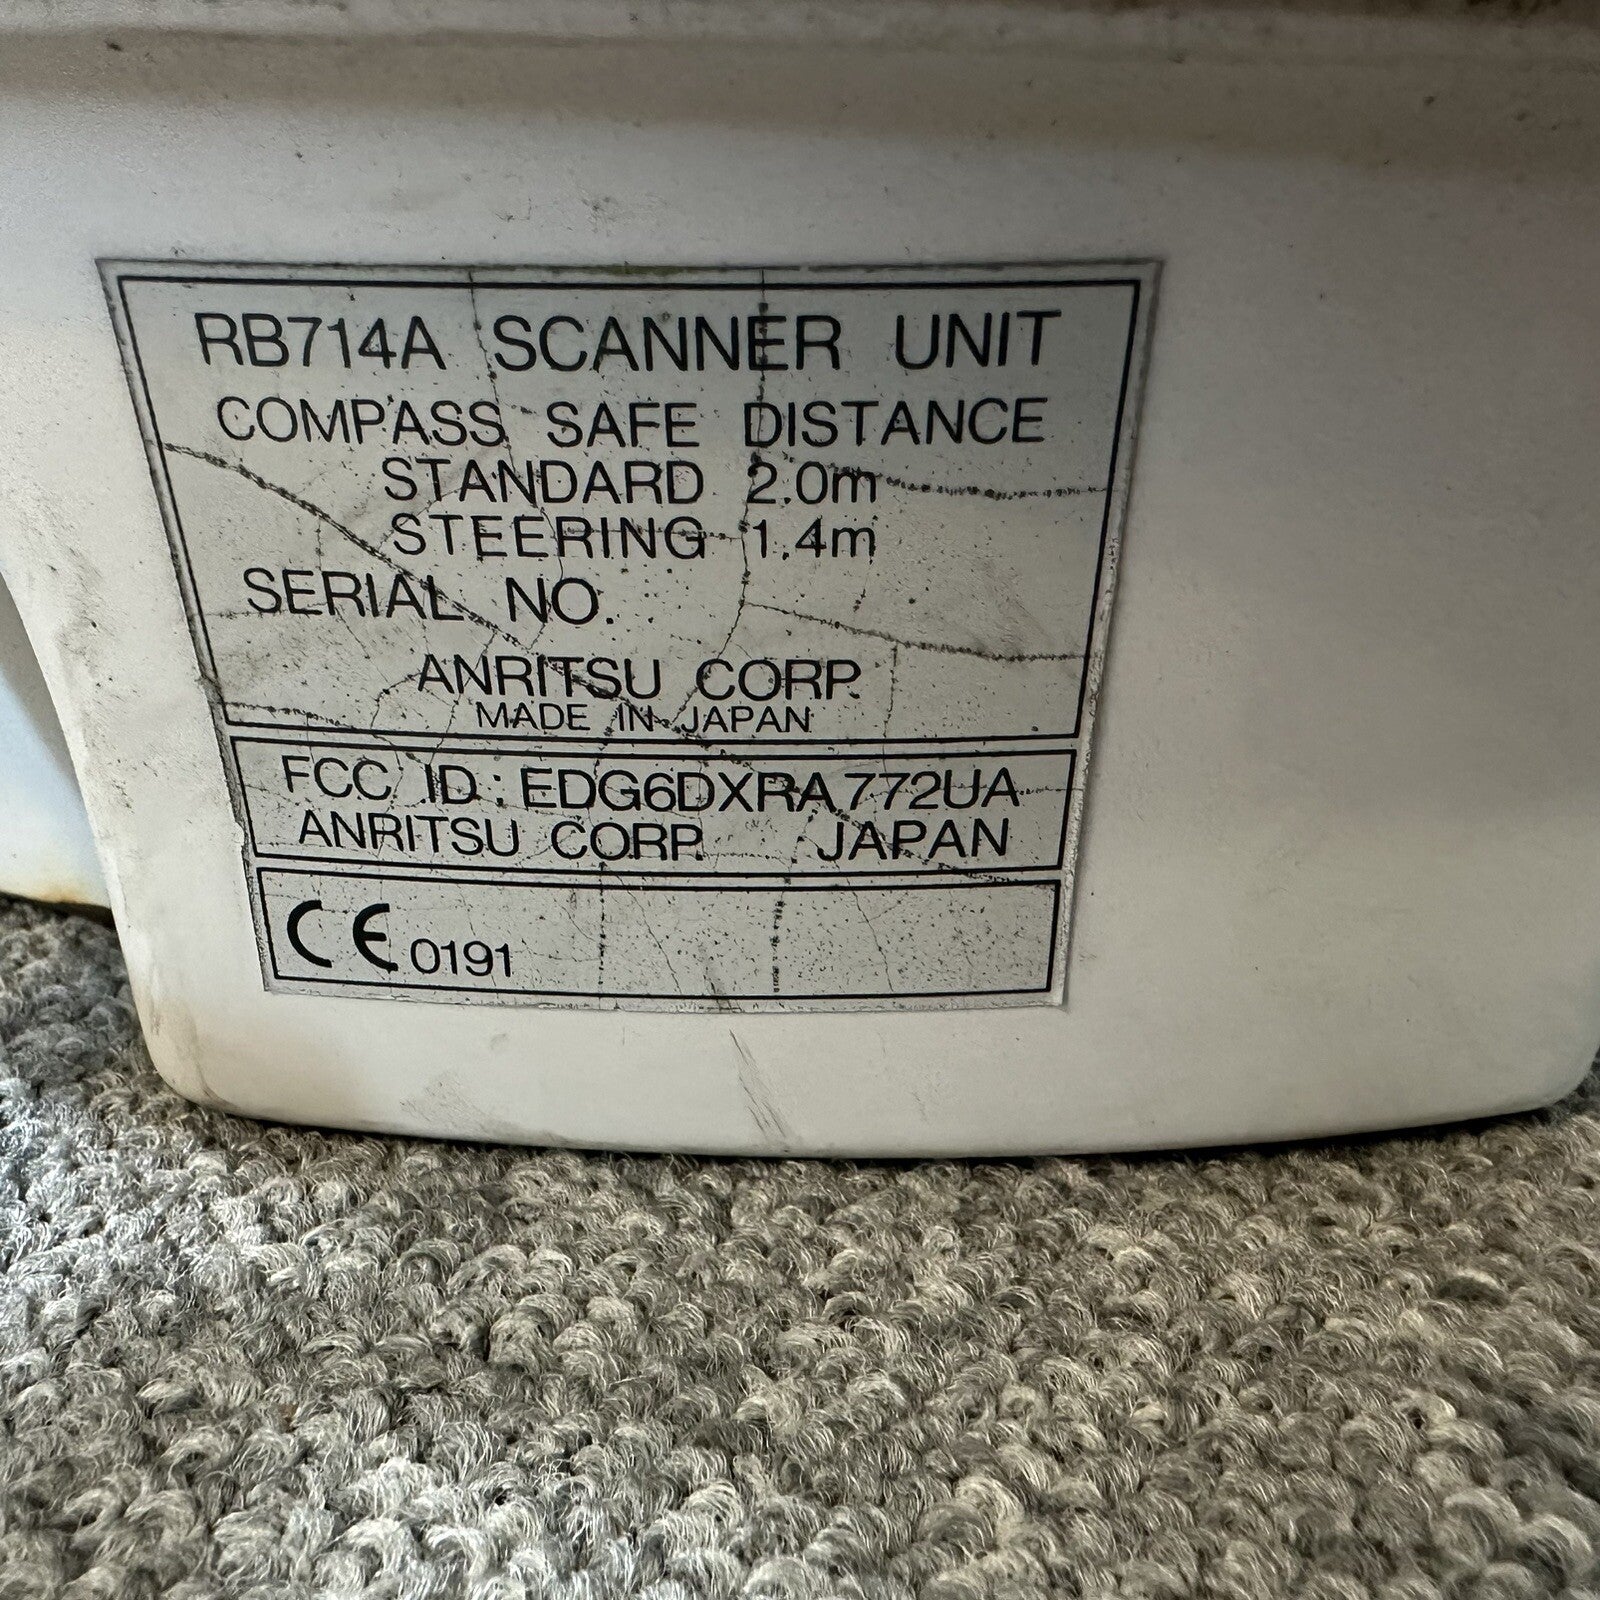 RB714A SCANNER UNIT
COMPASS SAFE DISTANCE
STANDARD 2.0m
STEERING 1.4m
SERIAL NO.
ANRITSU CORP.
MADE IN JAPAN
FCC ID : EDG6DXRA772UA
ANRITSU CORP. JAPAN
CE 0191